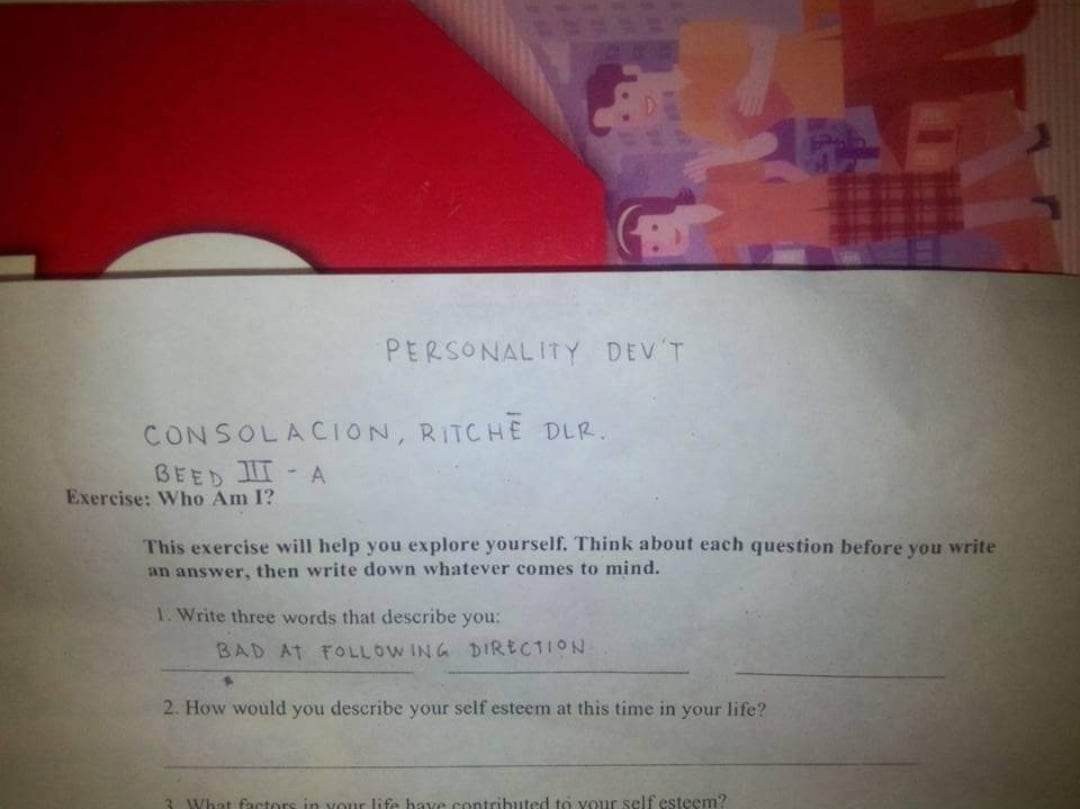 PERSONALITY DEV'T
CONSOLACION, RITCHĒ DLR.
BEED III - A
Exercise: Who Am I?
This exercise will help you explore yourself. Think about each question before you write
an answer, then write down whatever comes to mind.
1. Write three words that describe you:
BAD AT FOLLOWING DIRECTION
2. How would you describe your self esteem at this time in your life?
3. What factors in your life have contributed to your self esteem?